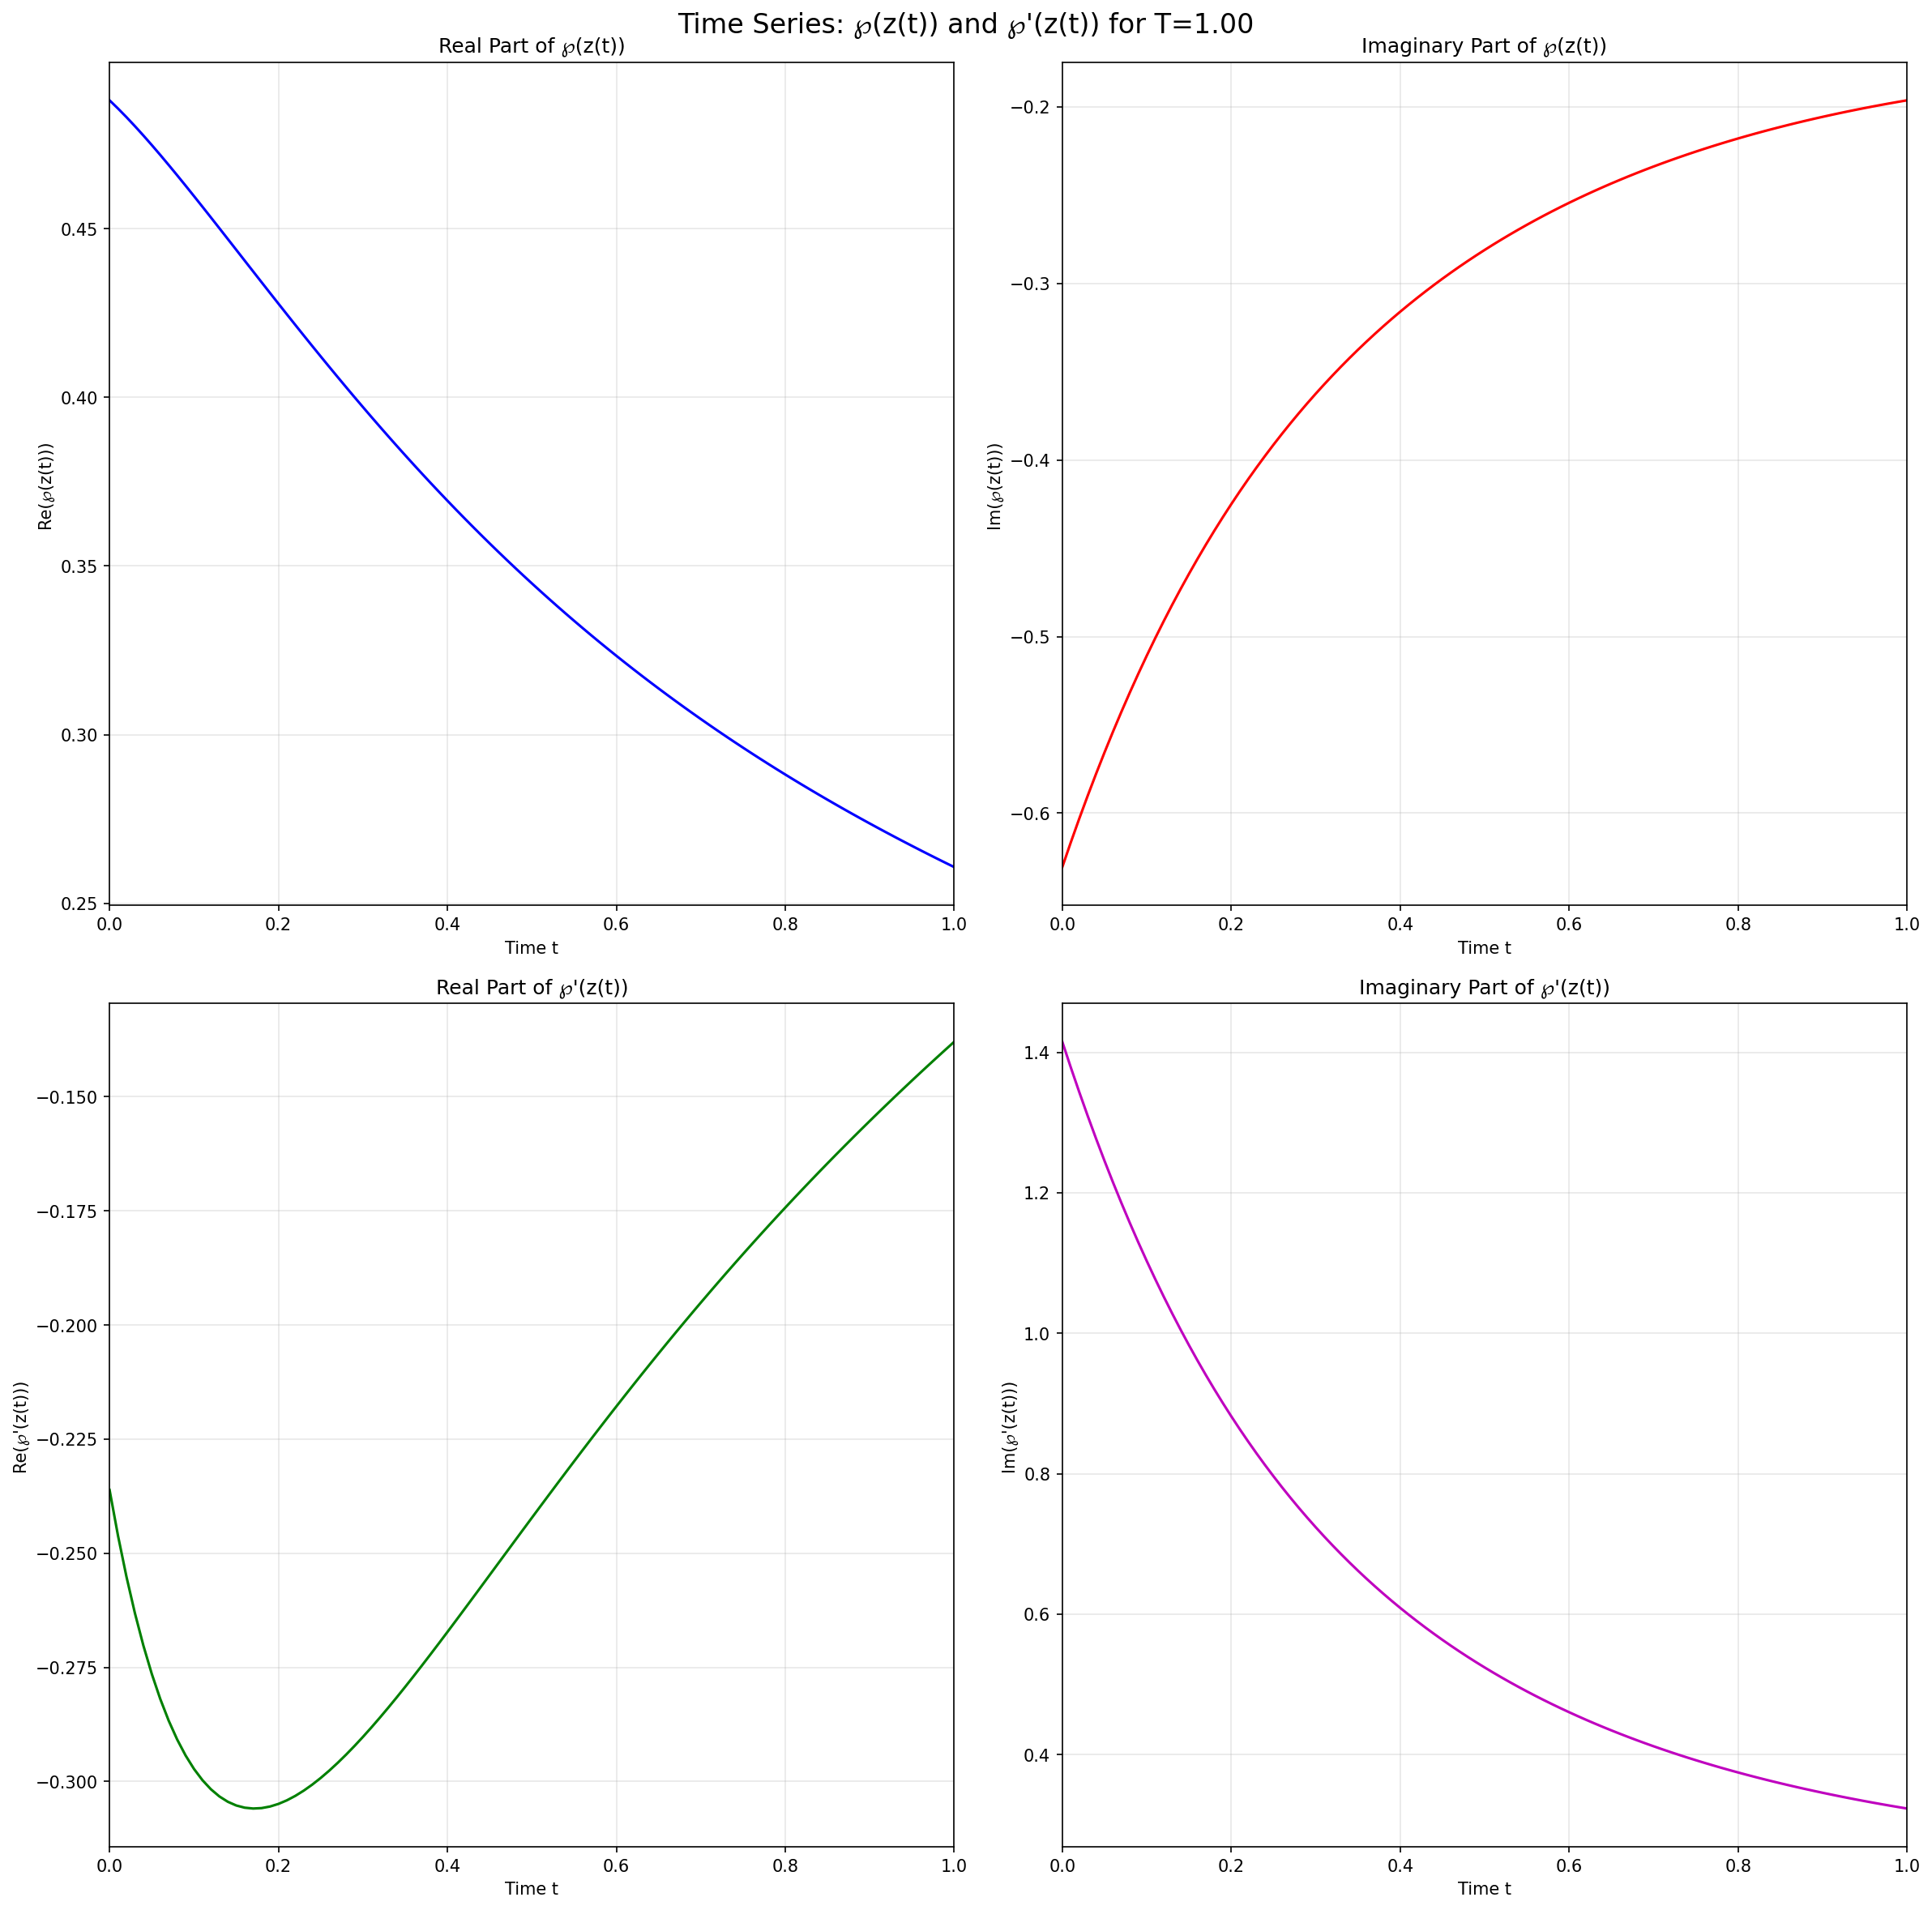 Time Series: ℘(z(t)) and ℘'(z(t)) for T=1.00
Real Part of ℘(z(t))
Re(℘(z(t)))
0.45
0.40
0.35
0.30
0.25
0.0 0.2 0.4 0.6 0.8 1.0
Time t
Imaginary Part of ℘(z(t))
Im(℘(z(t)))
−0.2
−0.3
−0.4
−0.5
−0.6
0.0 0.2 0.4 0.6 0.8 1.0
Time t
Real Part of ℘'(z(t))
Re(℘'(z(t)))
−0.150
−0.175
−0.200
−0.225
−0.250
−0.275
−0.300
0.0 0.2 0.4 0.6 0.8 1.0
Time t
Imaginary Part of ℘'(z(t))
Im(℘'(z(t)))
1.4
1.2
1.0
0.8
0.6
0.4
0.0 0.2 0.4 0.6 0.8 1.0
Time t